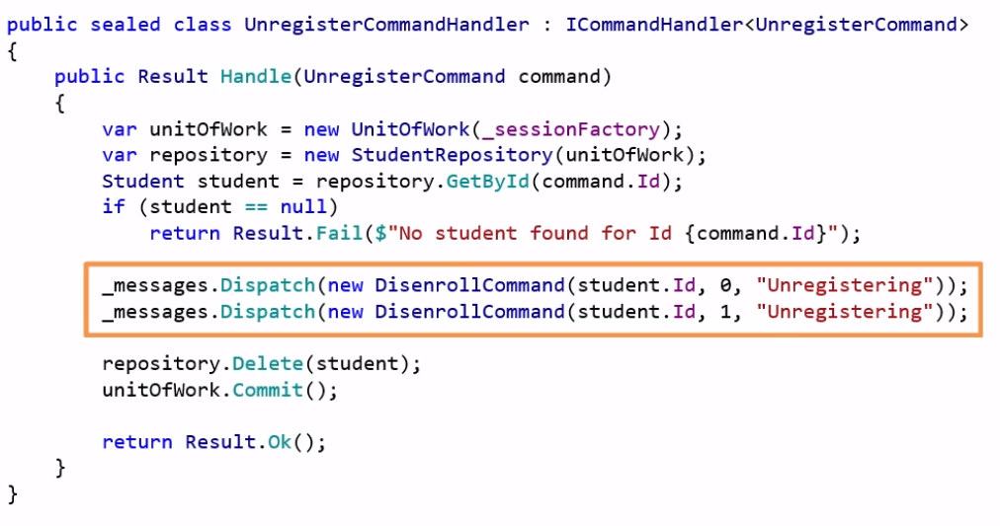 public sealed class UnregisterCommandHandler : ICommandHandler<UnregisterCommand>
{
    public Result Handle(UnregisterCommand command)
    {
        var unitOfWork = new UnitOfWork(_sessionFactory);
        var repository = new StudentRepository(unitOfWork);
        Student student = repository.GetById(command.Id);
        if (student == null)
            return Result.Fail($"No student found for Id {command.Id}");

        _messages.Dispatch(new DisenrollCommand(student.Id, 0, "Unregistering"));
        _messages.Dispatch(new DisenrollCommand(student.Id, 1, "Unregistering"));

        repository.Delete(student);
        unitOfWork.Commit();

        return Result.Ok();
    }
}